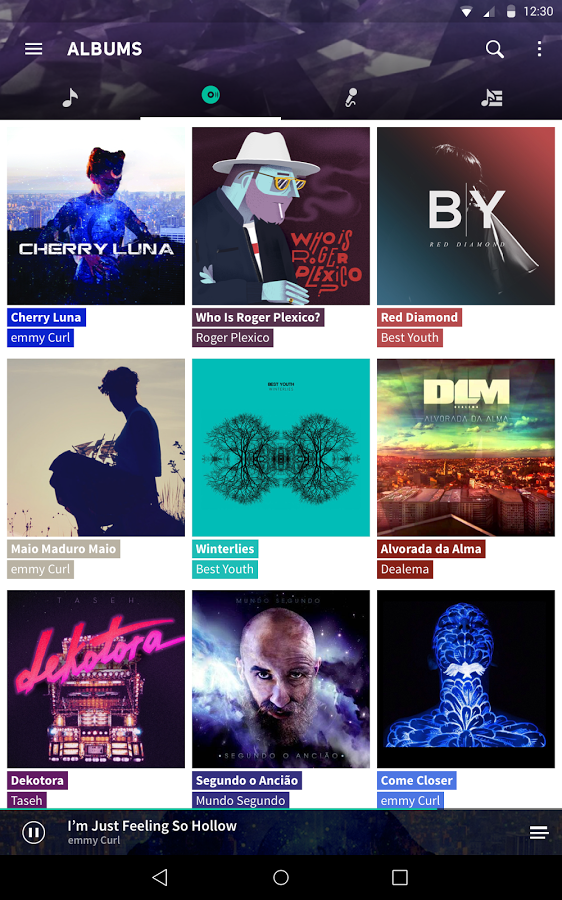 12:30
ALBUMS
CHERRY LUNA
WHO iS
ROGER
PLEXiCO
BY
RED DIAMOND
Cherry Luna
Who Is Roger Plexico?
Red Diamond
emmy Curl
Roger Plexico
Best Youth
BEST YOUTH
WINTERLIES
DLM
DEALEMA
ALVORADA DA ALMA
Maio Maduro Maio
Winterlies
Alvorada da Alma
emmy Curl
Best Youth
Dealema
TASEH
dekotora
MUNDO SEGUNDO
•SEGUNDO O ANCIÃO•
Dekotora
Segundo o Ancião
Come Closer
Taseh
Mundo Segundo
emmy Curl
I'm Just Feeling So Hollow
emmy Curl